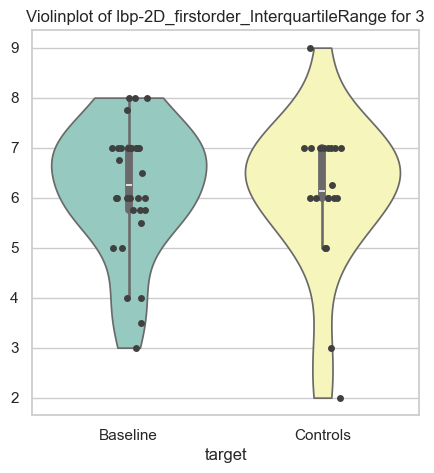 Violinplot of lbp-2D_firstorder_InterquartileRange for 3
9
8
7
6
5
4
3
2
Baseline Controls
target